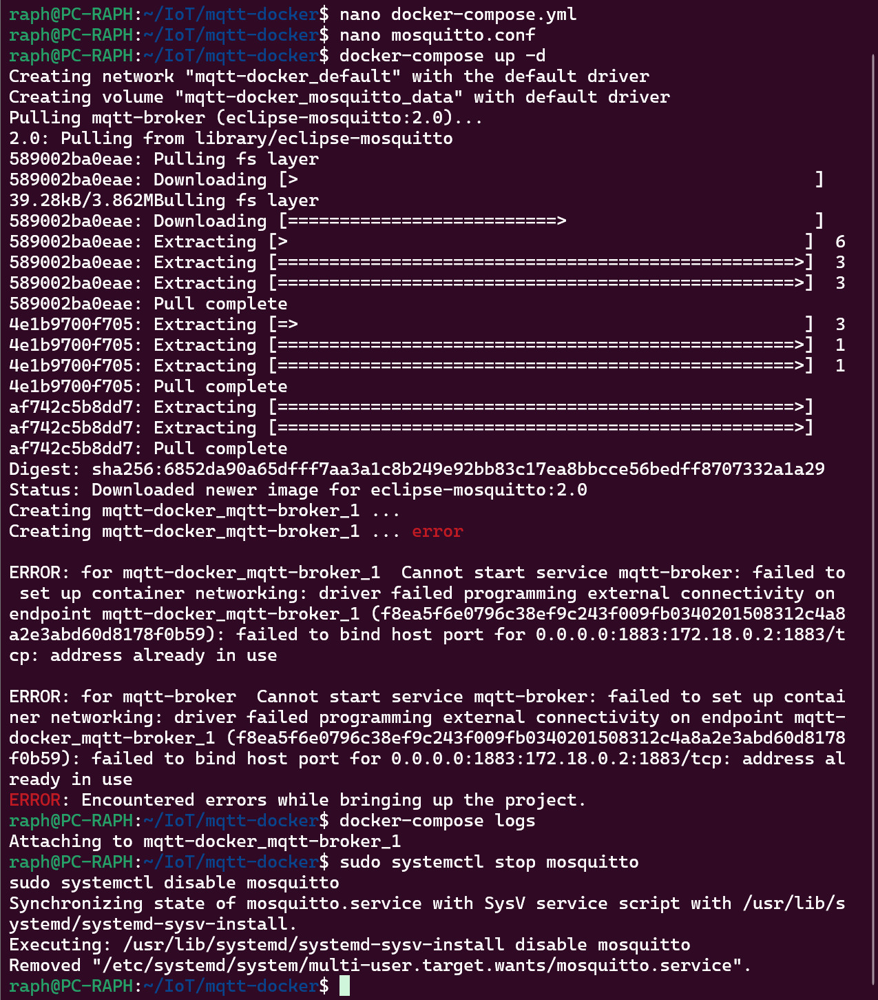 raph@PC-RAPH:~/IoT/mqtt-docker$ nano docker-compose.yml
raph@PC-RAPH:~/IoT/mqtt-docker$ nano mosquitto.conf
raph@PC-RAPH:~/IoT/mqtt-docker$ docker-compose up -d
Creating network "mqtt-docker_default" with the default driver
Creating volume "mqtt-docker_mosquitto_data" with default driver
Pulling mqtt-broker (eclipse-mosquitto:2.0)...
2.0: Pulling from library/eclipse-mosquitto
589002ba0eae: Pulling fs layer
589002ba0eae: Downloading [>                                                  ]
39.28kB/3.862MBulling fs layer
589002ba0eae: Downloading [==========================>                        ]
589002ba0eae: Extracting [>                                                  ]  6
589002ba0eae: Extracting [==================================================>]  3
589002ba0eae: Extracting [==================================================>]  3
589002ba0eae: Pull complete
4e1b9700f705: Extracting [=>                                                 ]  3
4e1b9700f705: Extracting [==================================================>]  1
4e1b9700f705: Extracting [==================================================>]  1
4e1b9700f705: Pull complete
af742c5b8dd7: Extracting [==================================================>]
af742c5b8dd7: Extracting [==================================================>]
af742c5b8dd7: Pull complete
Digest: sha256:6852da90a65dfff7aa3a1c8b249e92bb83c17ea8bbcce56bedff8707332a1a29
Status: Downloaded newer image for eclipse-mosquitto:2.0
Creating mqtt-docker_mqtt-broker_1 ...
Creating mqtt-docker_mqtt-broker_1 ... error

ERROR: for mqtt-docker_mqtt-broker_1  Cannot start service mqtt-broker: failed to
 set up container networking: driver failed programming external connectivity on
endpoint mqtt-docker_mqtt-broker_1 (f8ea5f6e0796c38ef9c243f009fb0340201508312c4a8
a2e3abd60d8178f0b59): failed to bind host port for 0.0.0.0:1883:172.18.0.2:1883/t
cp: address already in use

ERROR: for mqtt-broker  Cannot start service mqtt-broker: failed to set up contai
ner networking: driver failed programming external connectivity on endpoint mqtt-
docker_mqtt-broker_1 (f8ea5f6e0796c38ef9c243f009fb0340201508312c4a8a2e3abd60d8178
f0b59): failed to bind host port for 0.0.0.0:1883:172.18.0.2:1883/tcp: address al
ready in use
ERROR: Encountered errors while bringing up the project.
raph@PC-RAPH:~/IoT/mqtt-docker$ docker-compose logs
Attaching to mqtt-docker_mqtt-broker_1
raph@PC-RAPH:~/IoT/mqtt-docker$ sudo systemctl stop mosquitto
sudo systemctl disable mosquitto
Synchronizing state of mosquitto.service with SysV service script with /usr/lib/s
ystemd/systemd-sysv-install.
Executing: /usr/lib/systemd/systemd-sysv-install disable mosquitto
Removed "/etc/systemd/system/multi-user.target.wants/mosquitto.service".
raph@PC-RAPH:~/IoT/mqtt-docker$